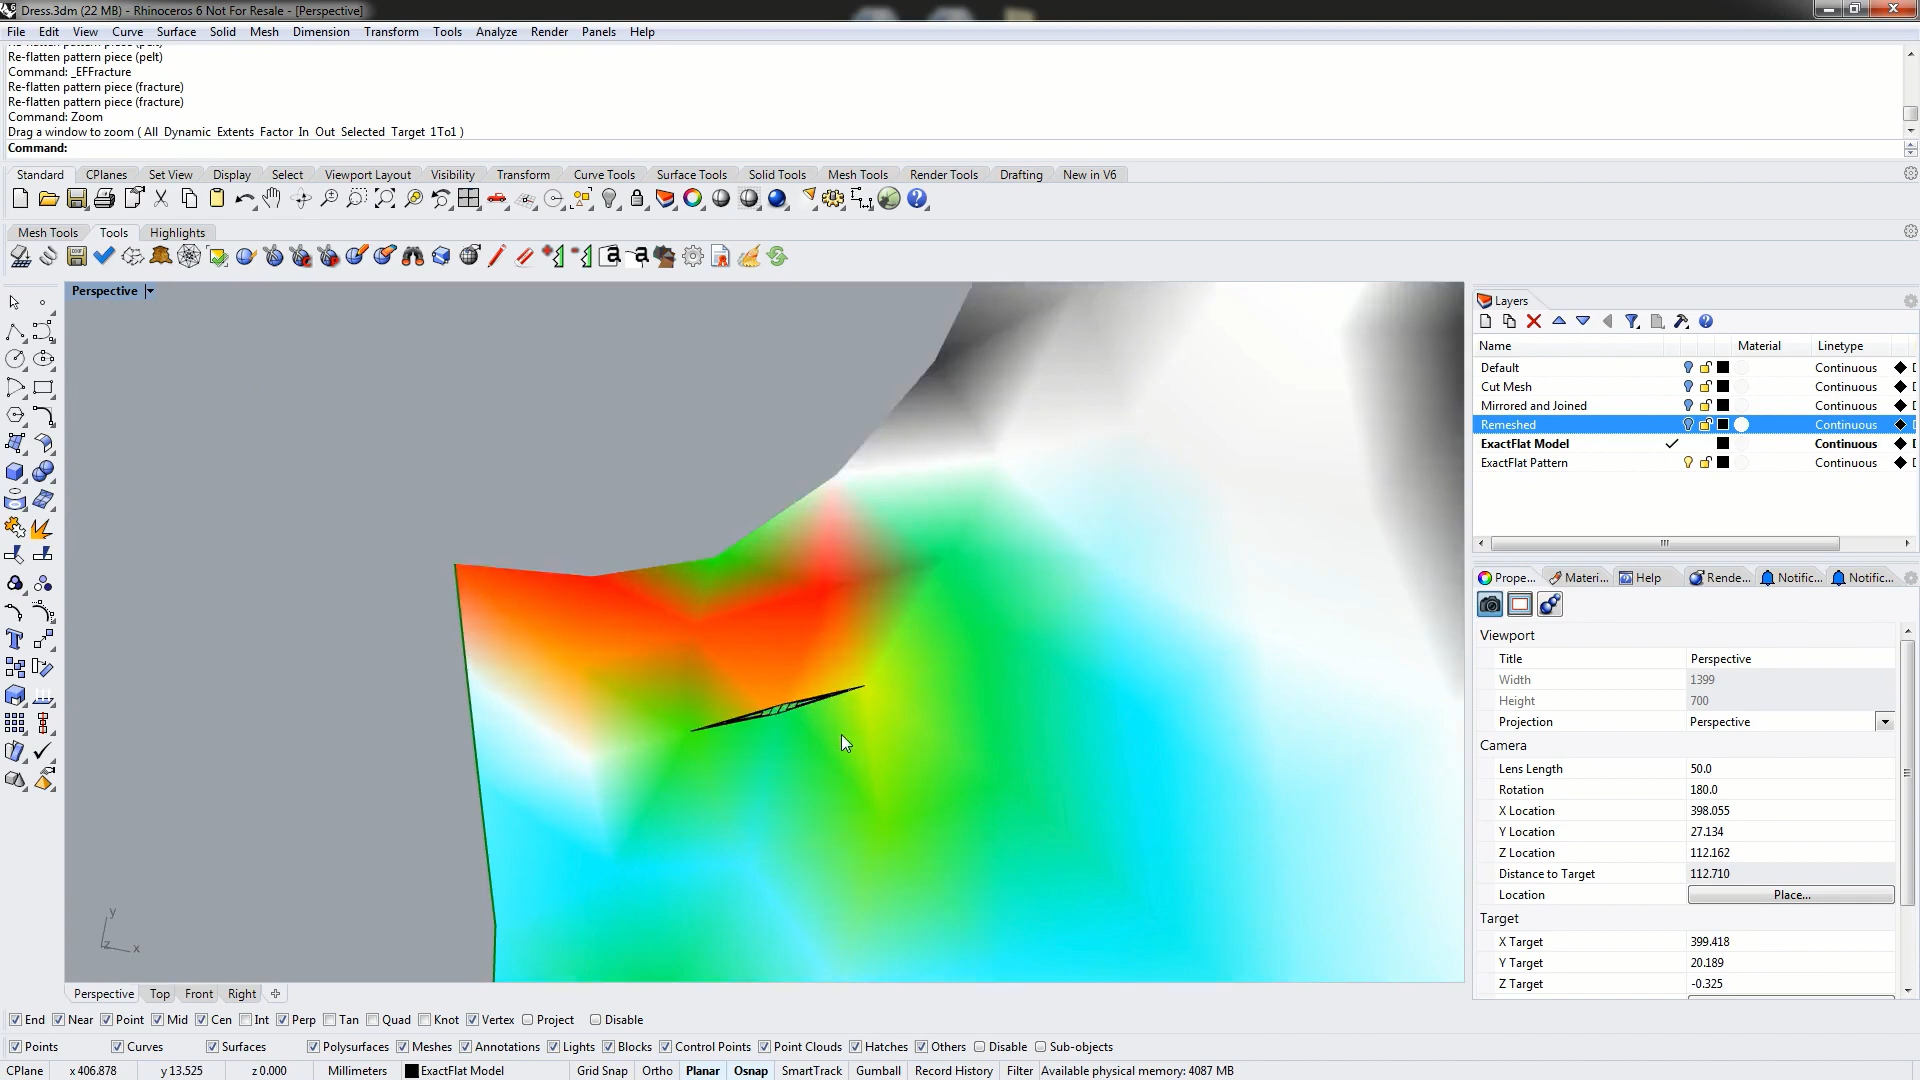 Dress.3dm (22 MB) - Rhinoceros 6 Not For Resale - [Perspective]
File Edit View Curve Surface Solid Mesh Dimension Transform Tools Analyze Render Panels Help
Re-flatten pattern piece (pelt)
Command: _EFFracture
Re-flatten pattern piece (fracture)
Re-flatten pattern piece (fracture)
Command: Zoom
Drag a window to zoom ( All Dynamic Extents Factor In Out Selected Target 1To1 )
Command:
Standard CPlanes Set View Display Select Viewport Layout Visibility Transform Curve Tools Surface Tools Solid Tools Mesh Tools Render Tools Drafting New in V6
Mesh Tools Tools Highlights
Perspective
Layers
Name Material Linetype
Default Continuous
Cut Mesh Continuous
Mirrored and Joined Continuous
Remeshed Continuous
ExactFlat Model Continuous
ExactFlat Pattern Continuous
Prope... Materi... Help Rende... Notific... Notific...
Viewport
Title Perspective
Width 1399
Height 700
Projection Perspective
Camera
Lens Length 50.0
Rotation 180.0
X Location 398.055
Y Location 27.134
Z Location 112.162
Distance to Target 112.710
Location Place...
Target
X Target 399.418
Y Target 20.189
Z Target -0.325
y
z x
Perspective Top Front Right
End Near Point Mid Cen Int Perp Tan Quad Knot Vertex Project Disable
Points Curves Surfaces Polysurfaces Meshes Annotations Lights Blocks Control Points Point Clouds Hatches Others Disable Sub-objects
CPlane x 406.878 y 13.525 z 0.000 Millimeters ExactFlat Model Grid Snap Ortho Planar Osnap SmartTrack Gumball Record History Filter Available physical memory: 4087 MB